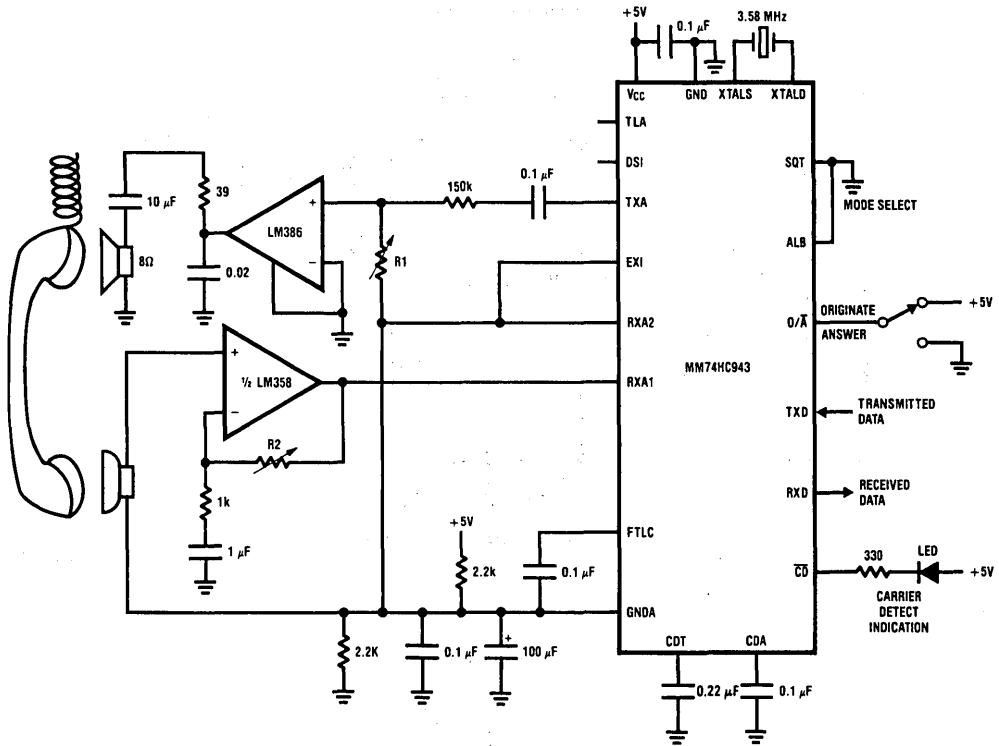 +5V
0.1 µF
3.58 MHz
VCC
GND
XTALS
XTALD
TLA
DSI
SQT
10 µF
39
150k
0.1 µF
TXA
MODE SELECT
LM386
+
−
8Ω
0.02
R1
EXI
ALB
RXA2
O/A̅
ORIGINATE
ANSWER
+5V
MM74HC943
+
½ LM358
−
RXA1
TXD
TRANSMITTED
DATA
R2
1k
RXD
RECEIVED
DATA
+5V
FTLC
1 µF
2.2k
0.1 µF
C̅D̅
330
LED
+5V
CARRIER
DETECT
INDICATION
GNDA
2.2K
0.1 µF
+
100 µF
CDT
CDA
0.22 µF
0.1 µF